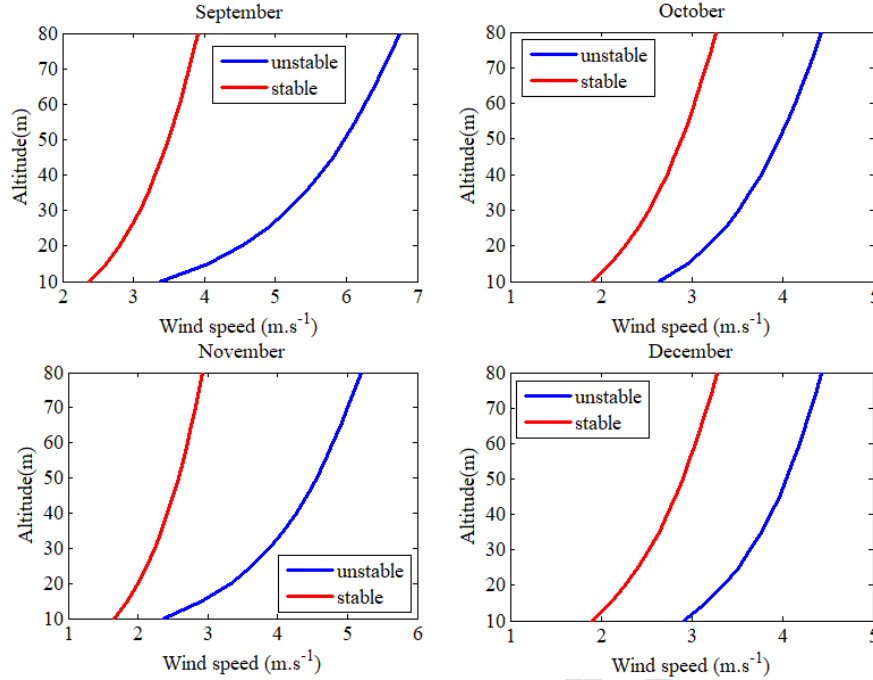 September
80
70
60
50
40
30
20
10
Altitude(m)
unstable
stable
2 3 4 5 6 7
Wind speed (m.s⁻¹)
October
80
70
60
50
40
30
20
10
Altitude(m)
unstable
stable
1 2 3 4 5
Wind speed (m.s⁻¹)
November
80
70
60
50
40
30
20
10
Altitude(m)
unstable
stable
1 2 3 4 5 6
Wind speed (m.s⁻¹)
December
80
70
60
50
40
30
20
10
Altitude(m)
unstable
stable
1 2 3 4 5
Wind speed (m.s⁻¹)